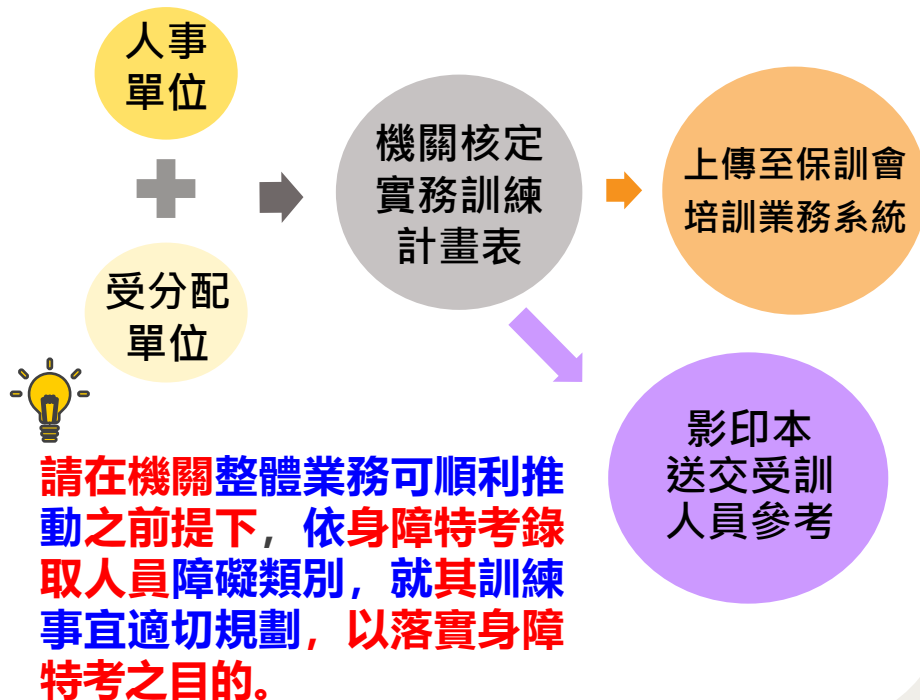 人事
單位
受分配
單位
機關核定
實務訓練
計畫表
上傳至保訓會
培訓業務系統
影印本
送交受訓
人員參考
請在機關整體業務可順利推
動之前提下，依身障特考錄
取人員障礙類別，就其訓練
事宜適切規劃，以落實身障
特考之目的。